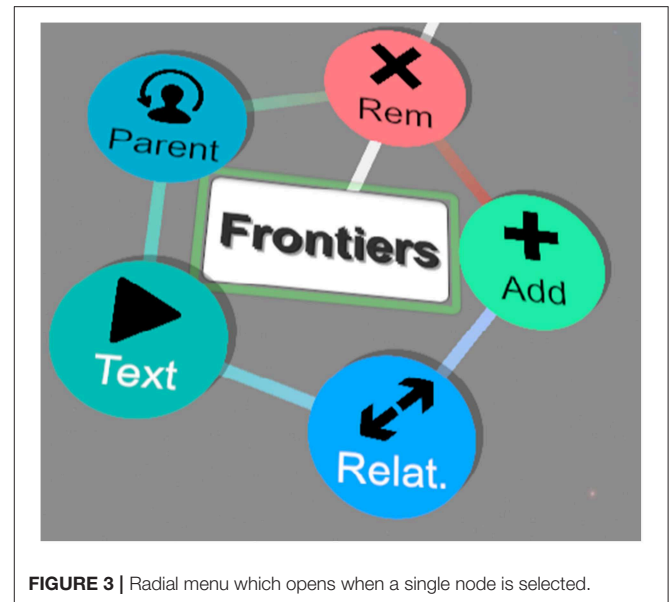 Rem
Parent
Frontiers
Add
Text
Relat.
FIGURE 3 | Radial menu which opens when a single node is selected.